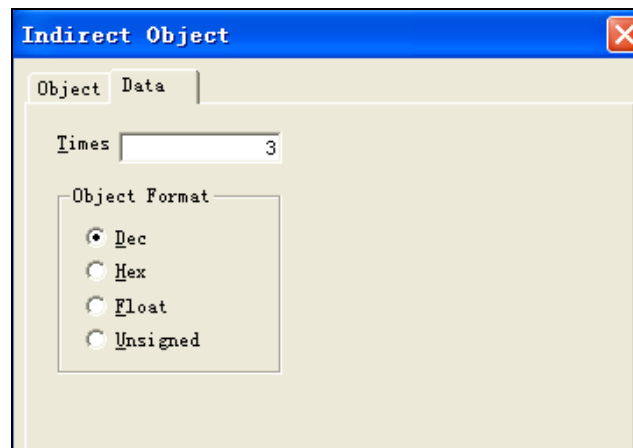 Indirect Object
Object Data
Times 3
Object Format
Dec
Hex
Float
Unsigned